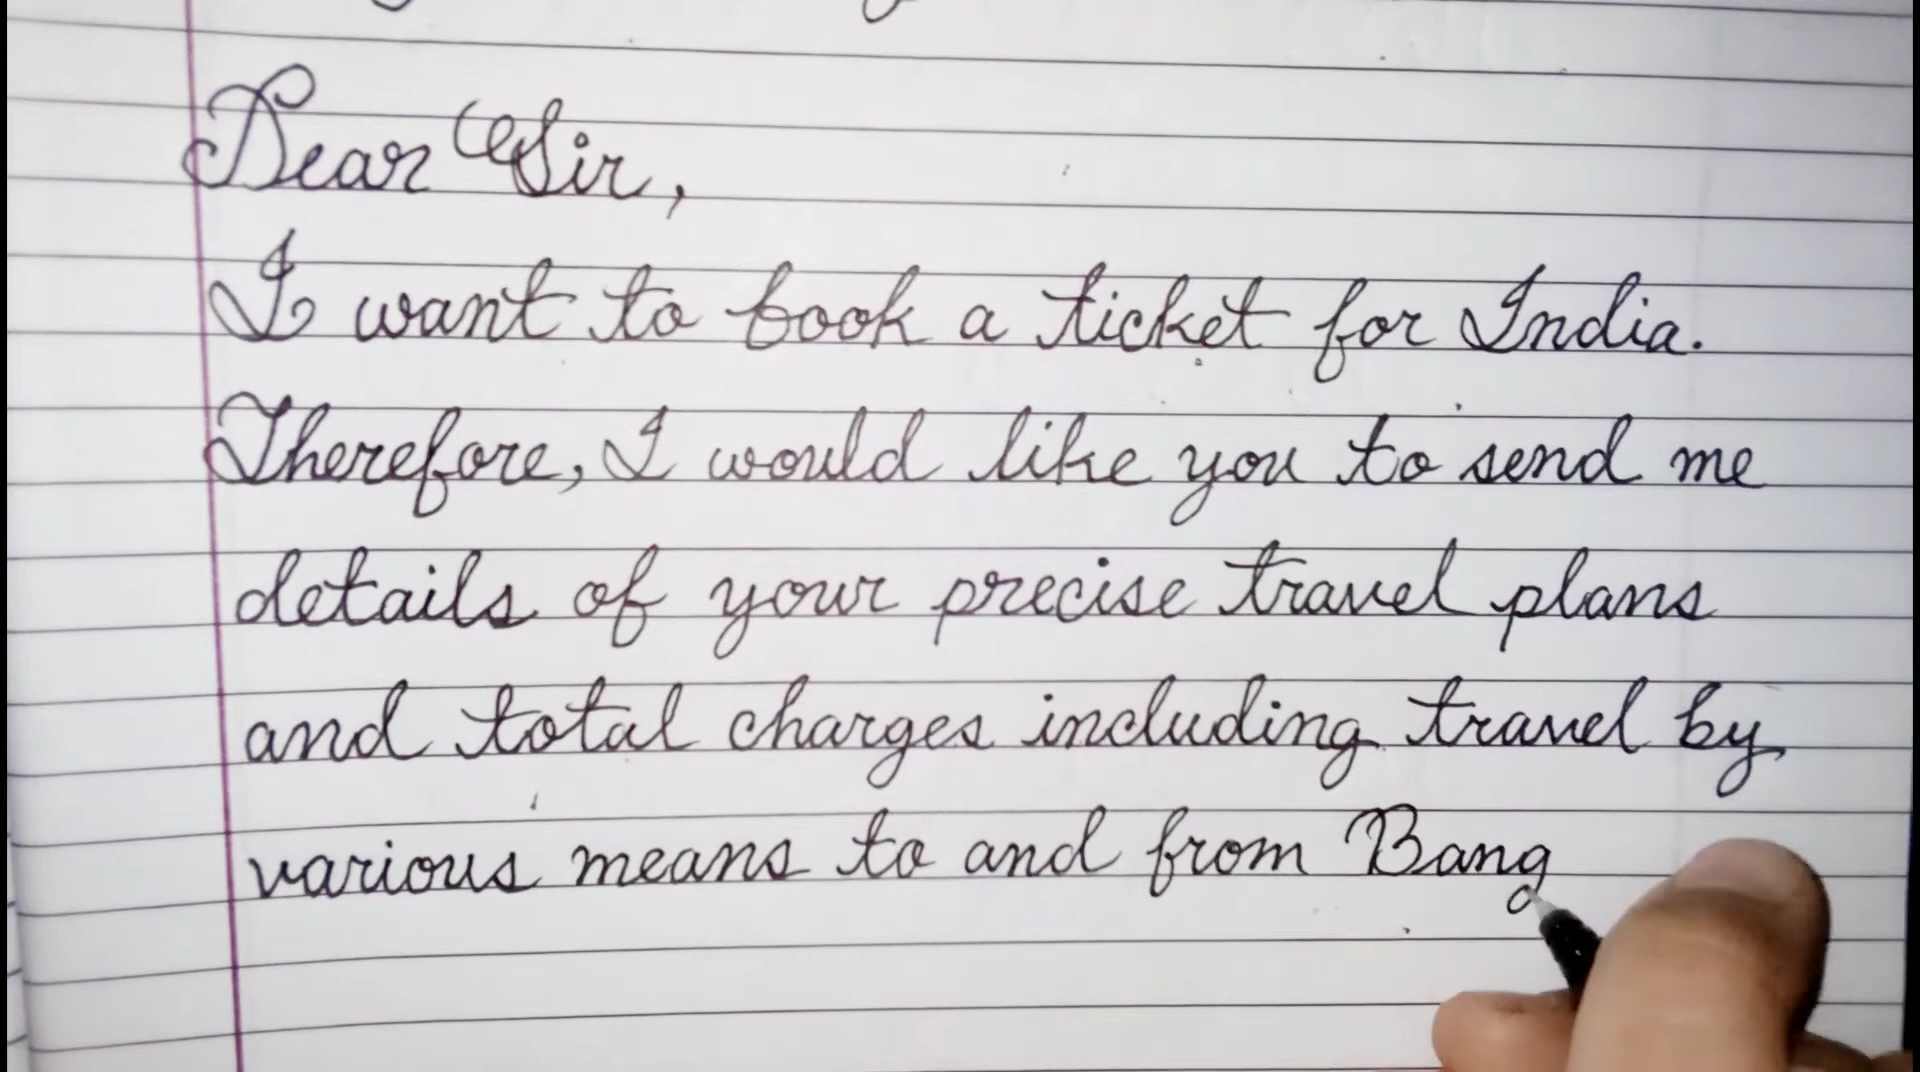 Dear Sir,
I want to book a ticket for India.
Therefore, I would like you to send me
details of your precise travel plans
and total charges including travel by
various means to and from Bang